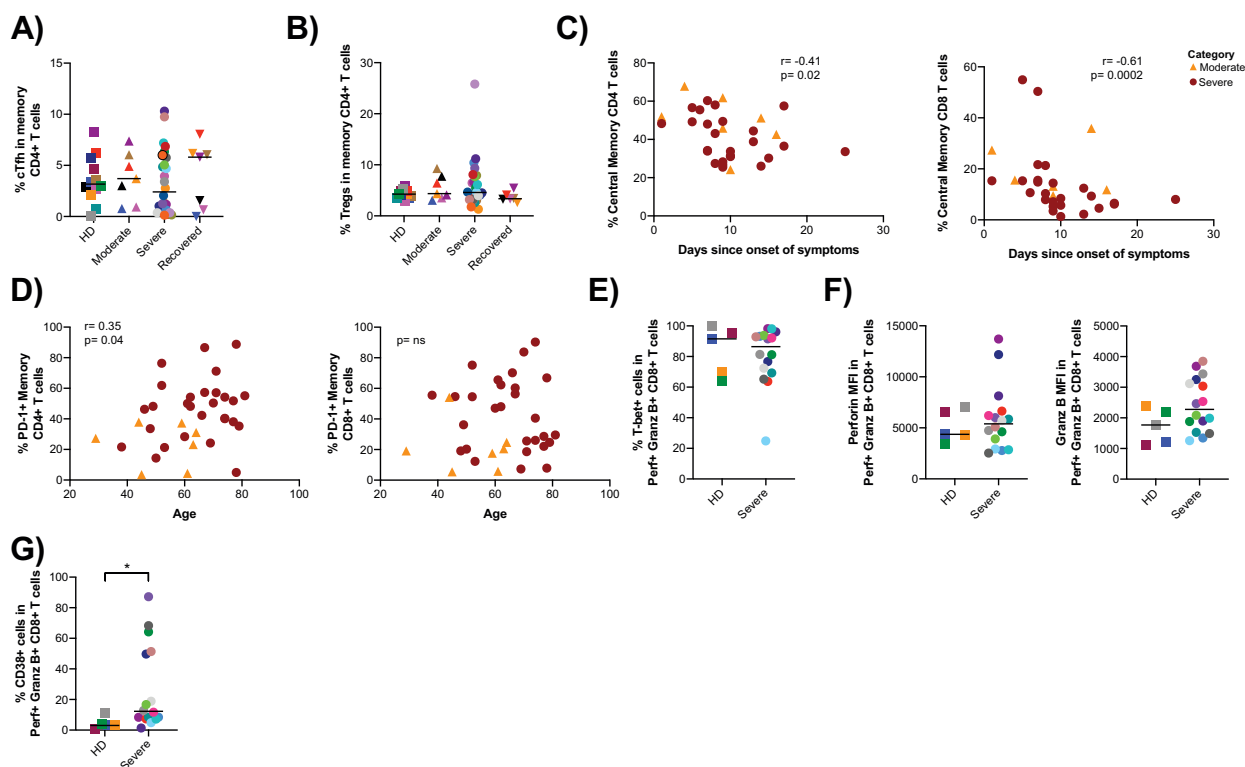 A)
% cTfh in memory
CD4+ T cells
15
10
5
0
HD
Moderate
Severe
Recovered
B)
% Tregs in memory CD4+ T cells
30
20
10
0
HD
Moderate
Severe
Recovered
C)
% Central Memory CD4 T cells
80
60
40
20
0
0
10
20
30
Days since onset of symptoms
r= -0.41
p= 0.02
% Central Memory CD8 T cells
60
40
20
0
0
10
20
30
Days since onset of symptoms
r= -0.61
p= 0.0002
Category
Moderate
Severe
D)
% PD-1+ Memory
CD4+ T cells
r= 0.35
p= 0.04
100
80
60
40
20
0
20
40
60
80
100
Age
% PD-1+ Memory
CD8+ T cells
p= ns
100
80
60
40
20
0
20
40
60
80
100
Age
E)
% T-bet+ cells in
Perf+ Granz B+ CD8+ T cells
100
80
60
40
20
0
HD
Severe
F)
Perforin MFI in
Perf+ Granz B+ CD8+ T cells
15000
10000
5000
0
HD
Severe
Granz B MFI in
Perf+ Granz B+ CD8+ T cells
5000
4000
3000
2000
1000
0
HD
Severe
G)
% CD38+ cells in
Perf+ Granz B+ CD8+ T cells
*
100
80
60
40
20
0
HD
Severe